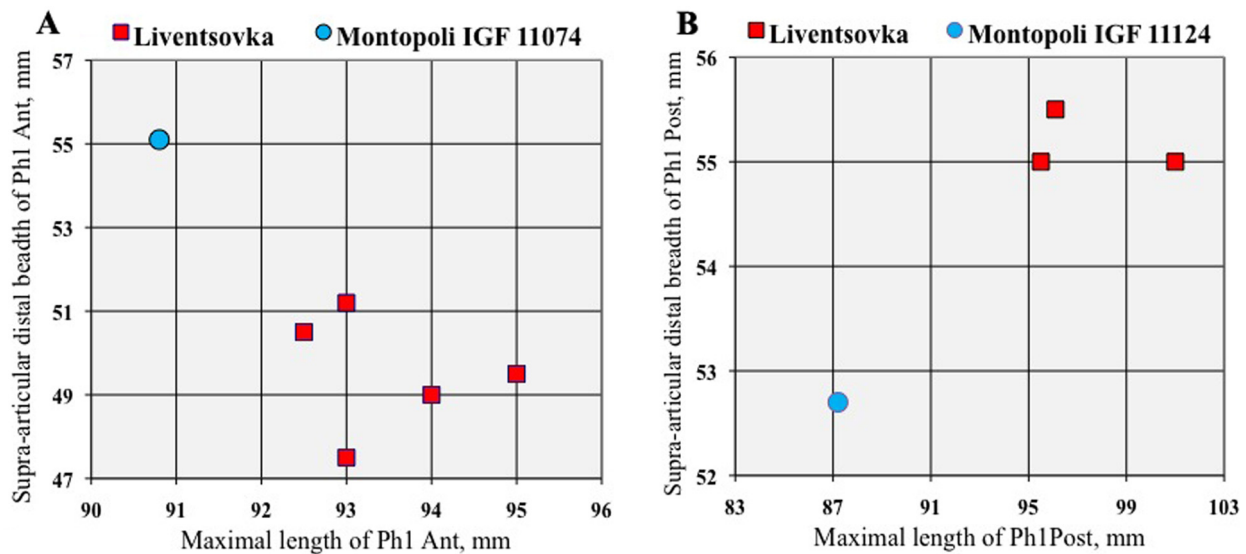 A
Liventsovka Montopoli IGF 11074
Supra-articular distal beadth of Ph1 Ant, mm
57
55
53
51
49
47
90 91 92 93 94 95 96
Maximal length of Ph1 Ant, mm
B
Liventsovka Montopoli IGF 11124
Supra-articular distal breadth of Ph1 Post, mm
56
55
54
53
52
83 87 91 95 99 103
Maximal length of Ph1Post, mm